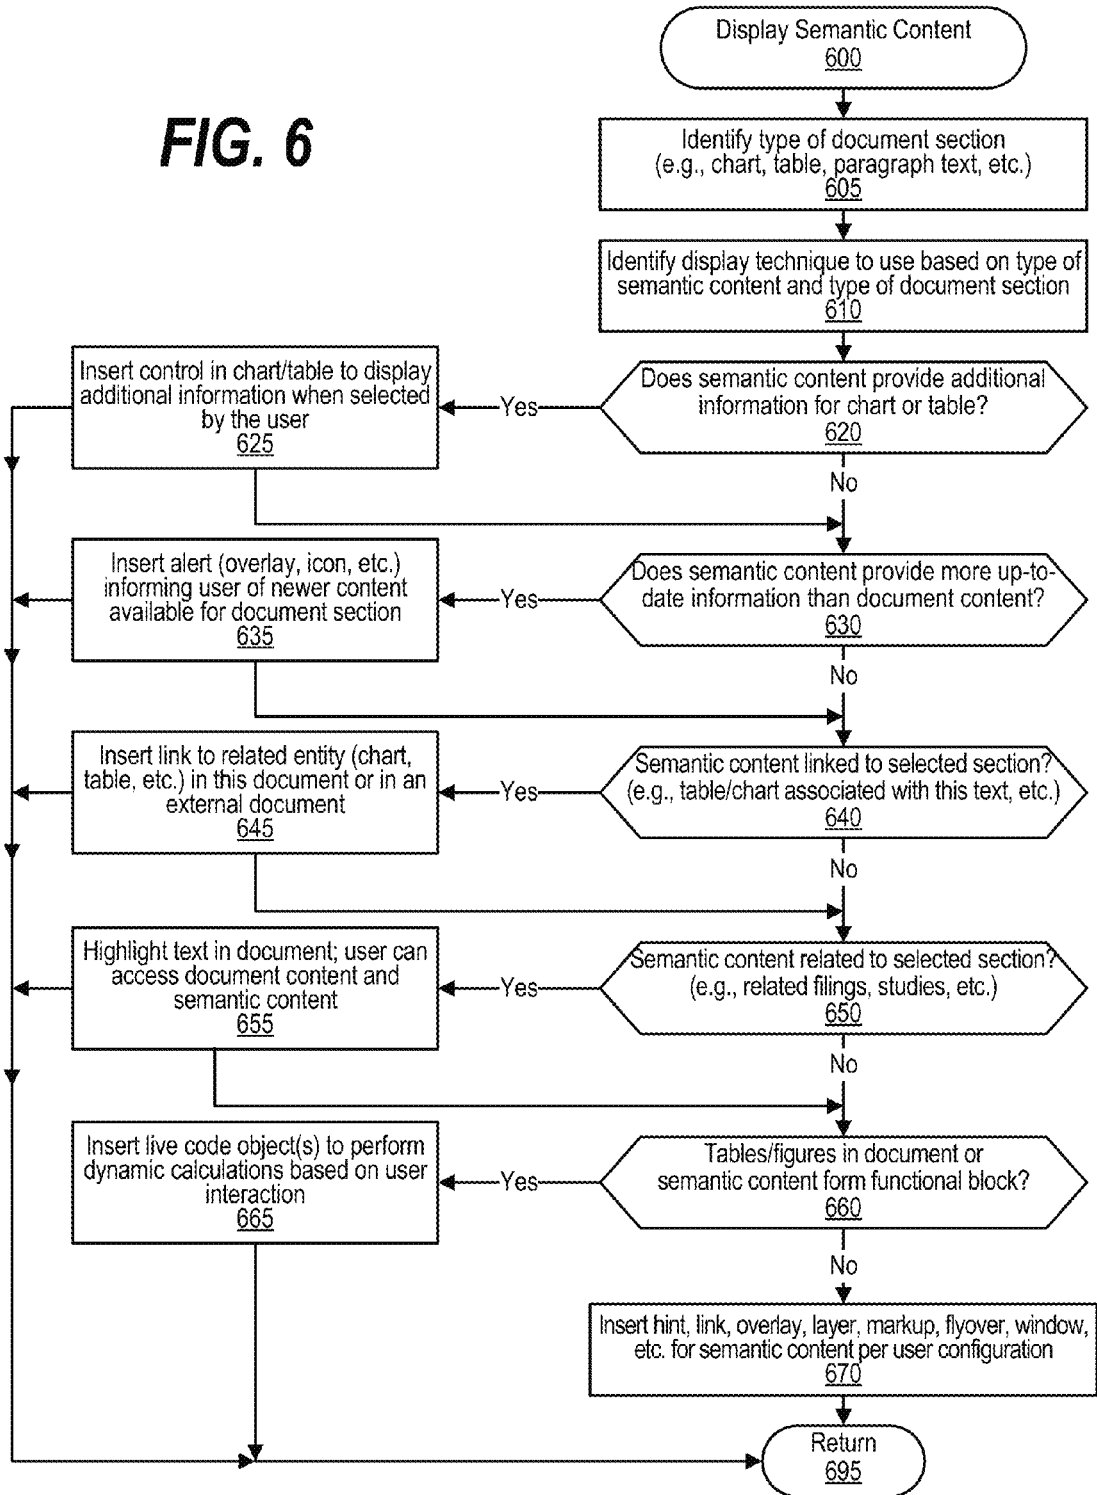 FIG. 6
Display Semantic Content
600
Identify type of document section
(e.g., chart, table, paragraph text, etc.)
605
Identify display technique to use based on type of
semantic content and type of document section
610
Does semantic content provide additional
information for chart or table?
620
Yes
Insert control in chart/table to display
additional information when selected
by the user
625
No
Does semantic content provide more up-to-
date information than document content?
630
Yes
Insert alert (overlay, icon, etc.)
informing user of newer content
available for document section
635
No
Semantic content linked to selected section?
(e.g., table/chart associated with this text, etc.)
640
Yes
Insert link to related entity (chart,
table, etc.) in this document or in an
external document
645
No
Semantic content related to selected section?
(e.g., related filings, studies, etc.)
650
Yes
Highlight text in document; user can
access document content and
semantic content
655
No
Tables/figures in document or
semantic content form functional block?
660
Yes
Insert live code object(s) to perform
dynamic calculations based on user
interaction
665
No
Insert hint, link, overlay, layer, markup, flyover, window,
etc. for semantic content per user configuration
670
Return
695